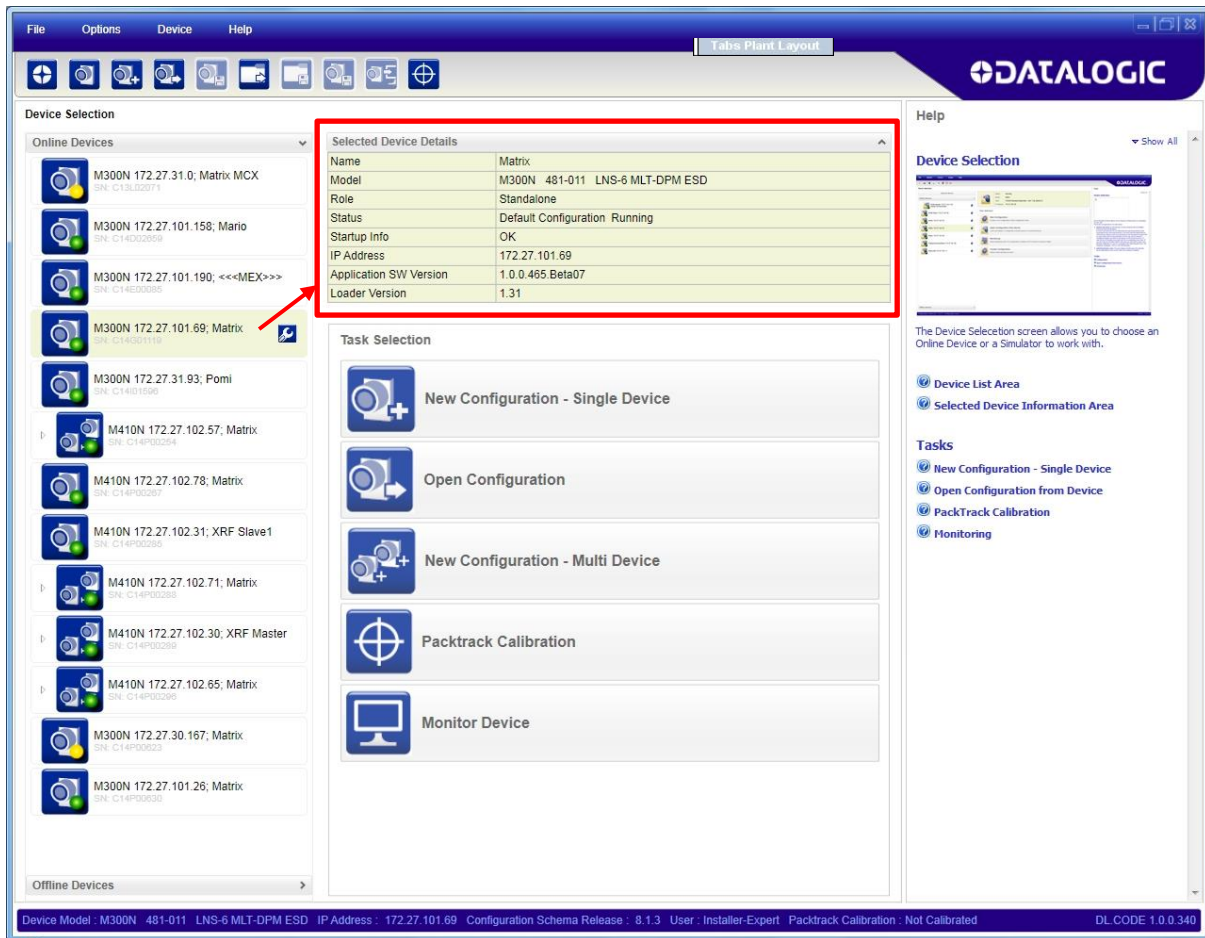 File Options Device Help
Tabs Plant Layout
DATALOGIC
Device Selection
Online Devices
M300N 172.27.31.0; Matrix MCX
SN: C13L02071
M300N 172.27.101.158; Mario
SN: C14D02659
M300N 172.27.101.190; <<<MEX>>>
SN: C14E00085
M300N 172.27.101.69; Matrix
SN: C14G01119
M300N 172.27.31.93; Pomi
SN: C14I01596
M410N 172.27.102.57; Matrix
SN: C14P00264
M410N 172.27.102.78; Matrix
SN: C14P00267
M410N 172.27.102.31; XRF Slave1
SN: C14P00285
M410N 172.27.102.71; Matrix
SN: C14P00288
M410N 172.27.102.30; XRF Master
SN: C14P00289
M410N 172.27.102.65; Matrix
SN: C14P00296
M300N 172.27.30.167; Matrix
SN: C14P00623
M300N 172.27.101.26; Matrix
SN: C14P00630
Offline Devices
Selected Device Details
Name Matrix
Model M300N 481-011 LNS-6 MLT-DPM ESD
Role Standalone
Status Default Configuration Running
Startup Info OK
IP Address 172.27.101.69
Application SW Version 1.0.0.465.Beta07
Loader Version 1.31
Task Selection
New Configuration - Single Device
Open Configuration
New Configuration - Multi Device
Packtrack Calibration
Monitor Device
Help
Show All
Device Selection
The Device Selecetion screen allows you to choose an
Online Device or a Simulator to work with.
Device List Area
Selected Device Information Area
Tasks
New Configuration - Single Device
Open Configuration from Device
PackTrack Calibration
Monitoring
Device Model : M300N 481-011 LNS-6 MLT-DPM ESD IP Address : 172.27.101.69 Configuration Schema Release : 8.1.3 User : Installer-Expert Packtrack Calibration : Not Calibrated DL.CODE 1.0.0.340